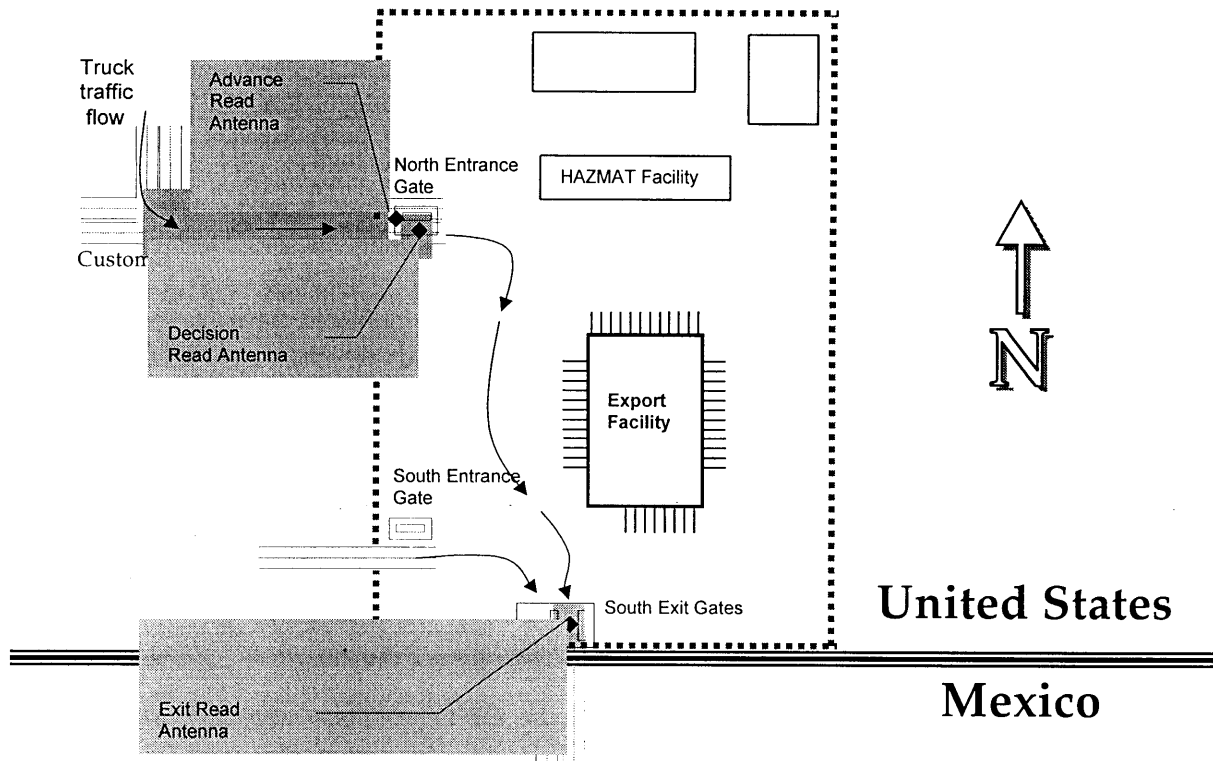 Truck
traffic
flow
Advance
Read
Antenna
North Entrance
Gate
HAZMAT Facility
Custom
Decision
Read Antenna
N
Export
Facility
South Entrance
Gate
South Exit Gates
United States
Exit Read
Antenna
Mexico